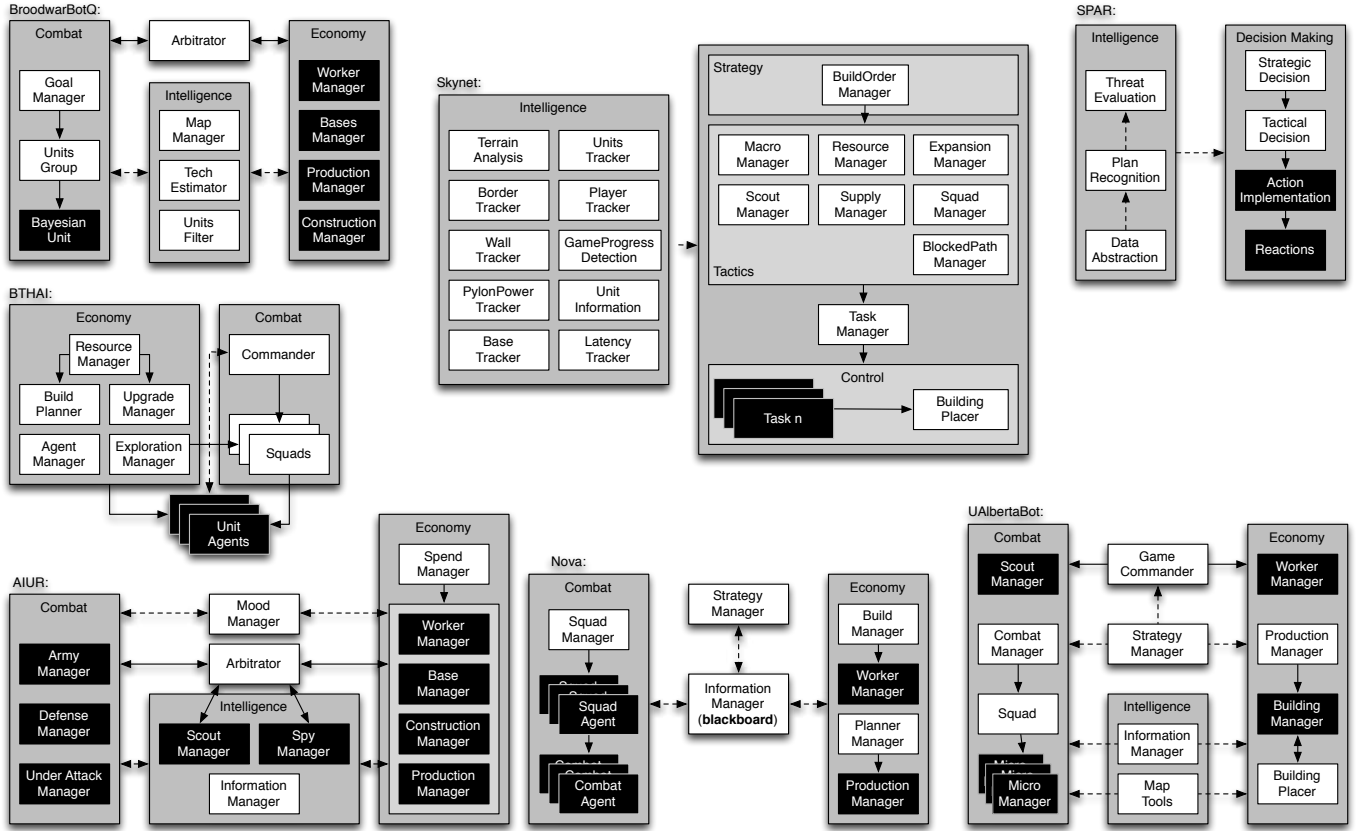 BroodwarBotQ:
Combat
Goal
Manager
Units
Group
Bayesian
Unit
Arbitrator
Intelligence
Map
Manager
Tech
Estimator
Units
Filter
Economy
Worker
Manager
Bases
Manager
Production
Manager
Construction
Manager
Skynet:
Intelligence
Terrain
Analysis
Units
Tracker
Border
Tracker
Player
Tracker
Wall
Tracker
GameProgress
Detection
PylonPower
Tracker
Unit
Information
Base
Tracker
Latency
Tracker
Strategy
BuildOrder
Manager
Macro
Manager
Resource
Manager
Expansion
Manager
Scout
Manager
Supply
Manager
Squad
Manager
BlockedPath
Manager
Tactics
Task
Manager
Control
Task n
Building
Placer
SPAR:
Intelligence
Threat
Evaluation
Plan
Recognition
Data
Abstraction
Decision Making
Strategic
Decision
Tactical
Decision
Action
Implementation
Reactions
BTHAI:
Economy
Resource
Manager
Build
Planner
Upgrade
Manager
Agent
Manager
Exploration
Manager
Combat
Commander
Squads
Unit
Agents
AIUR:
Combat
Army
Manager
Defense
Manager
Under Attack
Manager
Mood
Manager
Arbitrator
Intelligence
Scout
Manager
Spy
Manager
Information
Manager
Economy
Spend
Manager
Worker
Manager
Base
Manager
Construction
Manager
Production
Manager
Nova:
Combat
Squad
Manager
Squad
Agent
Combat
Combat Agent
Strategy
Manager
Information
Manager
(blackboard)
Economy
Build
Manager
Worker
Manager
Planner
Manager
Production
Manager
UAlbertaBot:
Combat
Scout
Manager
Combat
Manager
Squad
Micro
Micro
Micro
Manager
Game
Commander
Strategy
Manager
Intelligence
Information
Manager
Map
Tools
Economy
Worker
Manager
Production
Manager
Building
Manager
Building
Placer